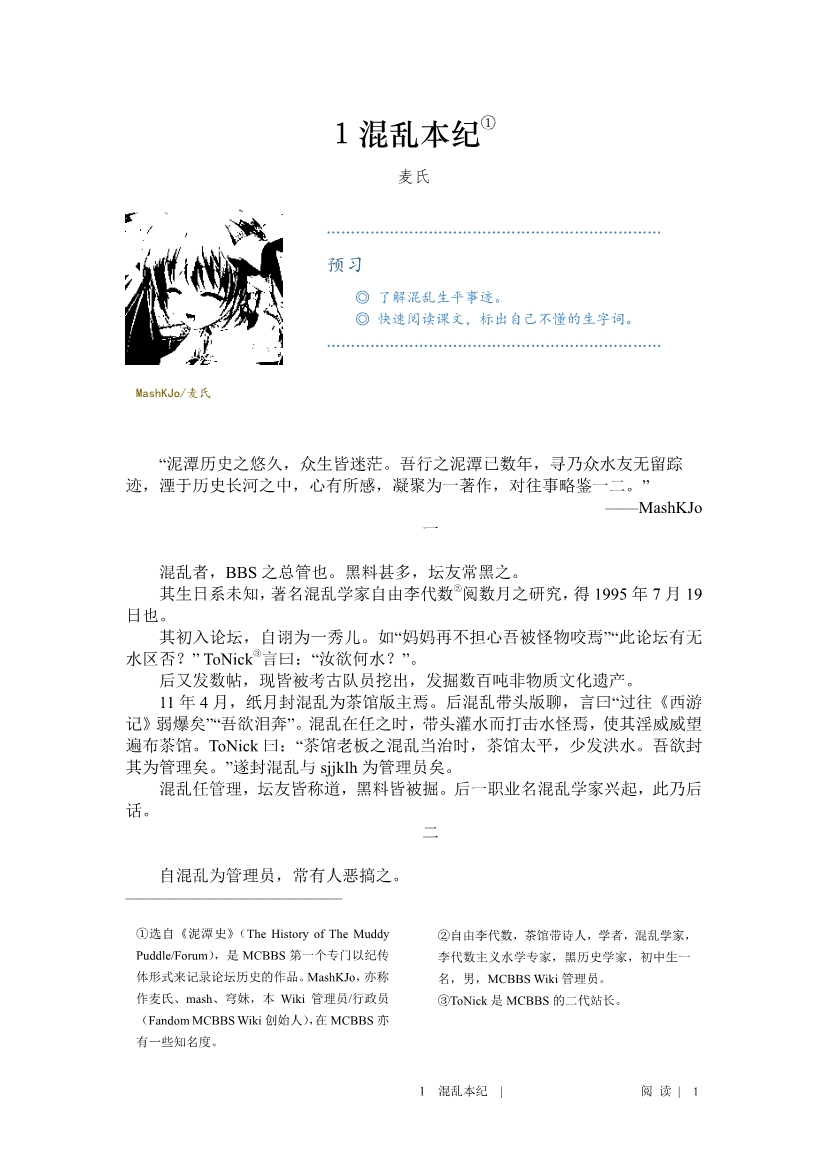 1 混乱本纪①
麦氏
预习
◎ 了解混乱生平事迹。
◎ 快速阅读课文，标出自己不懂的生字词。
MashKJo/麦氏
“泥潭历史之悠久，众生皆迷茫。吾行之泥潭已数年，寻乃众水友无留踪
迹，湮于历史长河之中，心有所感，凝聚为一著作，对往事略鉴一二。”
——MashKJo
一
混乱者，BBS 之总管也。黑料甚多，坛友常黑之。
其生日系未知，著名混乱学家自由李代数②阅数月之研究，得 1995 年 7 月 19
日也。
其初入论坛，自诩为一秀儿。如“妈妈再不担心吾被怪物咬焉”“此论坛有无
水区否？” ToNick③言曰：“汝欲何水？”。
后又发数帖，现皆被考古队员挖出，发掘数百吨非物质文化遗产。
11 年 4 月，纸月封混乱为茶馆版主焉。后混乱带头版聊，言曰“过往《西游
记》弱爆矣”“吾欲泪奔”。混乱在任之时，带头灌水而打击水怪焉，使其淫威威望
遍布茶馆。ToNick 曰：“茶馆老板之混乱当治时，茶馆太平，少发洪水。吾欲封
其为管理矣。”遂封混乱与 sjjklh 为管理员矣。
混乱任管理，坛友皆称道，黑料皆被掘。后一职业名混乱学家兴起，此乃后
话。
二
自混乱为管理员，常有人恶搞之。
①选自《泥潭史》（The History of The Muddy
Puddle/Forum），是 MCBBS 第一个专门以纪传
体形式来记录论坛历史的作品。MashKJo，亦称
作麦氏、mash、穹妹，本 Wiki 管理员/行政员
（Fandom MCBBS Wiki 创始人），在 MCBBS 亦
有一些知名度。
②自由李代数，茶馆带诗人，学者，混乱学家，
李代数主义水学专家，黑历史学家，初中生一
名，男，MCBBS Wiki 管理员。
③ToNick 是 MCBBS 的二代站长。
1 混乱本纪 | 阅 读 | 1